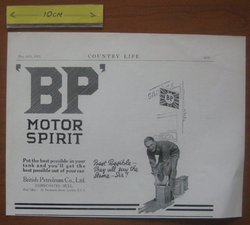 10CM
COUNTRY LIFE
'BP'
MOTOR
SPIRIT
Put the best possible in your
tank and you'll get the
best possible out of your car
British Petroleum Co., Ltd.
Best Possible —
They all say the
same - Sir!